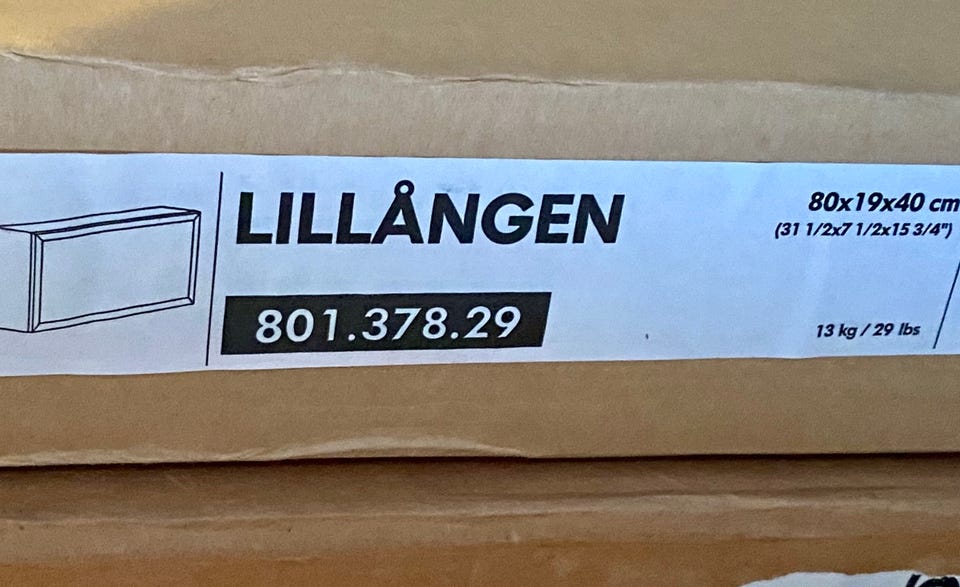 LILLÅNGEN
801.378.29
80x19x40 cm
(31 1/2x7 1/2x15 3/4")
13 kg / 29 lbs